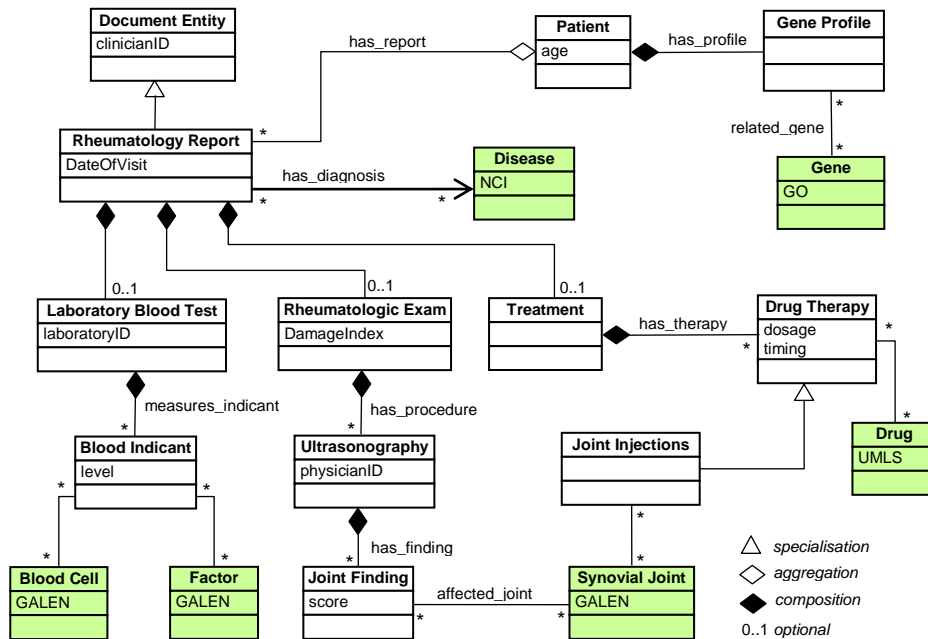 Document Entity
clinicianID
has_report
Patient
age
has_profile
Gene Profile
*
related_gene
*
Gene
GO
*
Rheumatology Report
DateOfVisit
has_diagnosis
*
*
Disease
NCI
0..1
0..1
0..1
Laboratory Blood Test
laboratoryID
Rheumatologic Exam
DamageIndex
Treatment
has_therapy
*
Drug Therapy
dosage
timing
*
*
Drug
UMLS
measures_indicant
*
Blood Indicant
level
*
*
*
*
Blood Cell
GALEN
Factor
GALEN
has_procedure
*
Ultrasonography
physicianID
has_finding
*
Joint Finding
score
affected_joint
*
*
Joint Injections
*
*
Synovial Joint
GALEN
specialisation
aggregation
composition
0..1 optional